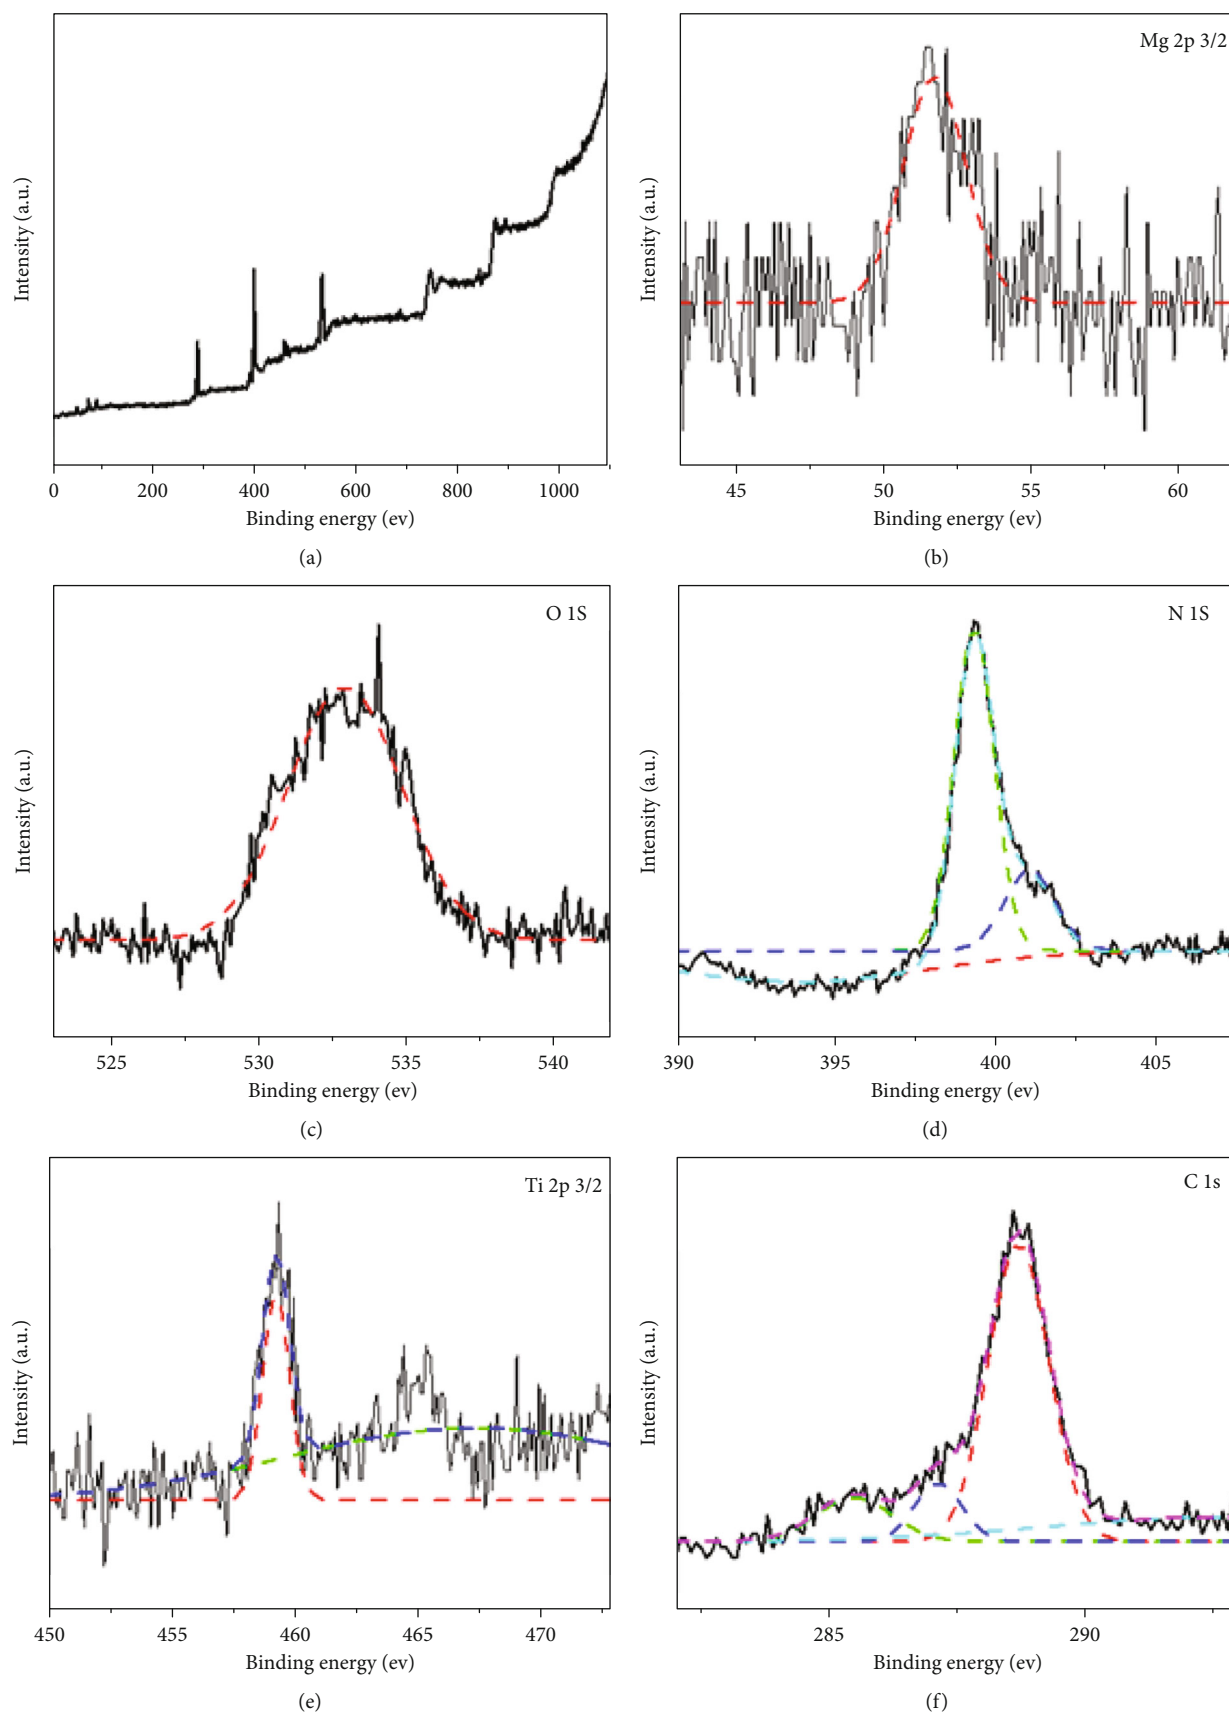 Intensity (a.u.)
0 200 400 600 800 1000
Binding energy (ev)
(a)
Mg 2p 3/2
Intensity (a.u.)
45 50 55 60
Binding energy (ev)
(b)
O 1S
Intensity (a.u.)
525 530 535 540
Binding energy (ev)
(c)
N 1S
Intensity (a.u.)
390 395 400 405
Binding energy (ev)
(d)
Ti 2p 3/2
Intensity (a.u.)
450 455 460 465 470
Binding energy (ev)
(e)
C 1s
Intensity (a.u.)
285 290
Binding energy (ev)
(f)